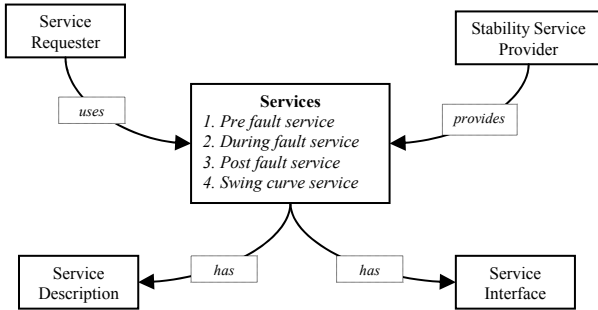 Service
Requester
Stability Service
Provider
uses
provides
Services
1. Pre fault service
2. During fault service
3. Post fault service
4. Swing curve service
has
has
Service
Description
Service
Interface